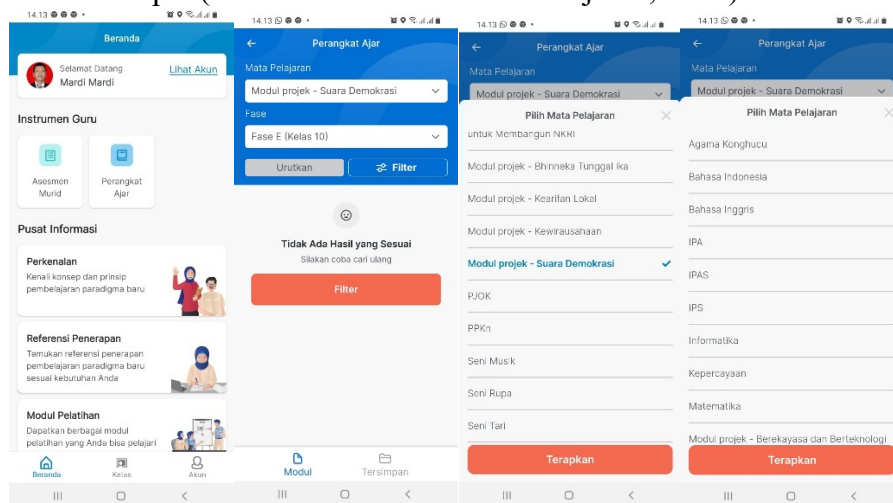 14.13
Beranda
Selamat Datang
Mardi Mardi
Lihat Akun
Instrumen Guru
Asesmen
Murid
Perangkat
Ajar
Pusat Informasi
Perkenalan
Kenali konsep dan prinsip
pembelajaran paradigma baru
Referensi Penerapan
Temukan referensi penerapan
pembelajaran paradigma baru
sesuai kebutuhan Anda
Modul Pelatihan
Dapatkan berbagai modul
pelatihan yang Anda bisa pelajari
Beranda
Kelas
Akun
14.13
Perangkat Ajar
Mata Pelajaran
Modul projek - Suara Demokrasi
Fase
Fase E (Kelas 10)
Urutkan
Filter
Tidak Ada Hasil yang Sesuai
Silakan coba cari ulang
Filter
Modul
Tersimpan
14.13
Perangkat Ajar
Mata Pelajaran
Modul projek - Suara Demokrasi
Pilih Mata Pelajaran
untuk Membangun NKRI
Modul projek - Bhinneka Tunggal Ika
Modul projek - Kearifan Lokal
Modul projek - Kewirausahaan
Modul projek - Suara Demokrasi
PJOK
PPKn
Seni Musik
Seni Rupa
Seni Tari
Terapkan
14.13
Perangkat Ajar
Mata Pelajaran
Modul projek - Suara Demokrasi
Pilih Mata Pelajaran
Agama Konghucu
Bahasa Indonesia
Bahasa Inggris
IPA
IPAS
IPS
Informatika
Kepercayaan
Matematika
Modul projek - Berekayasa dan Berteknologi
Terapkan